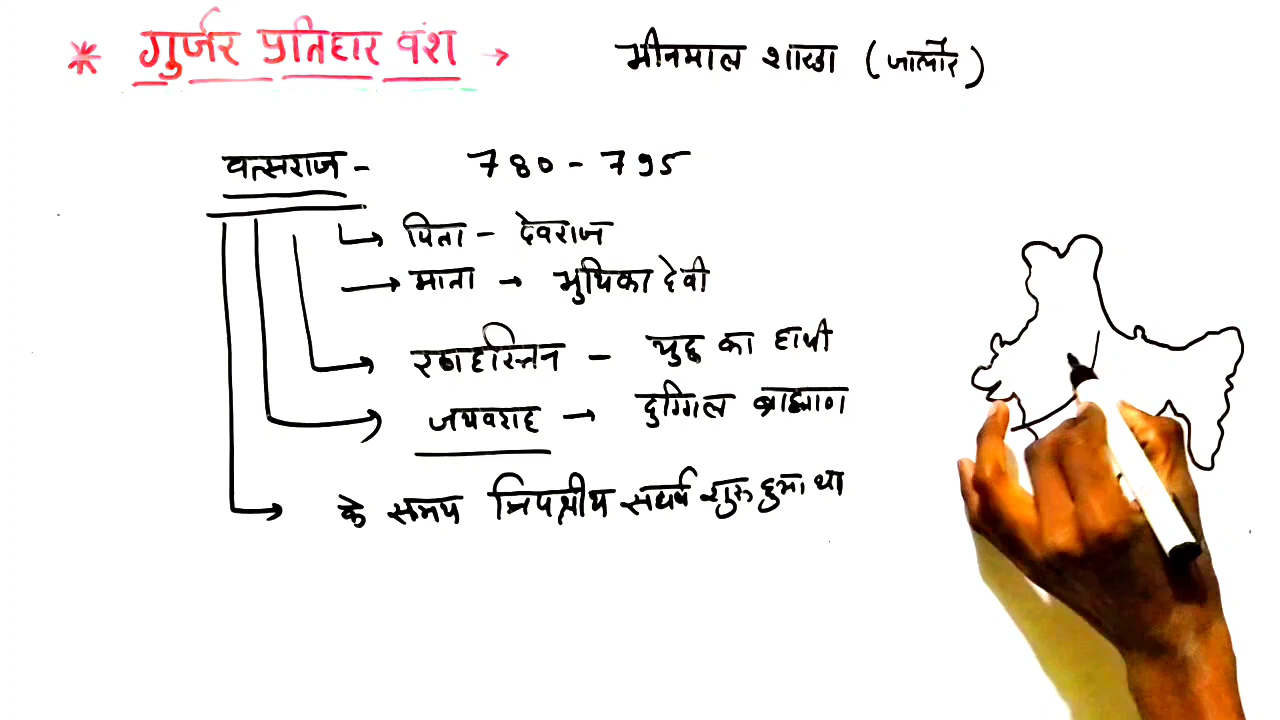 * गुर्जर प्रतिहार वंश → भीनमाल शाखा (जालौर)
वत्सराज - 780 - 795
→ पिता - देवराज
→ माता → भुयिका देवी
→ रणहस्तिन - युद्ध का हाथी
→ जयवराह → दुग्गिल ब्राह्मण
→ के समय त्रिपक्षीय संघर्ष शुरू हुआ था